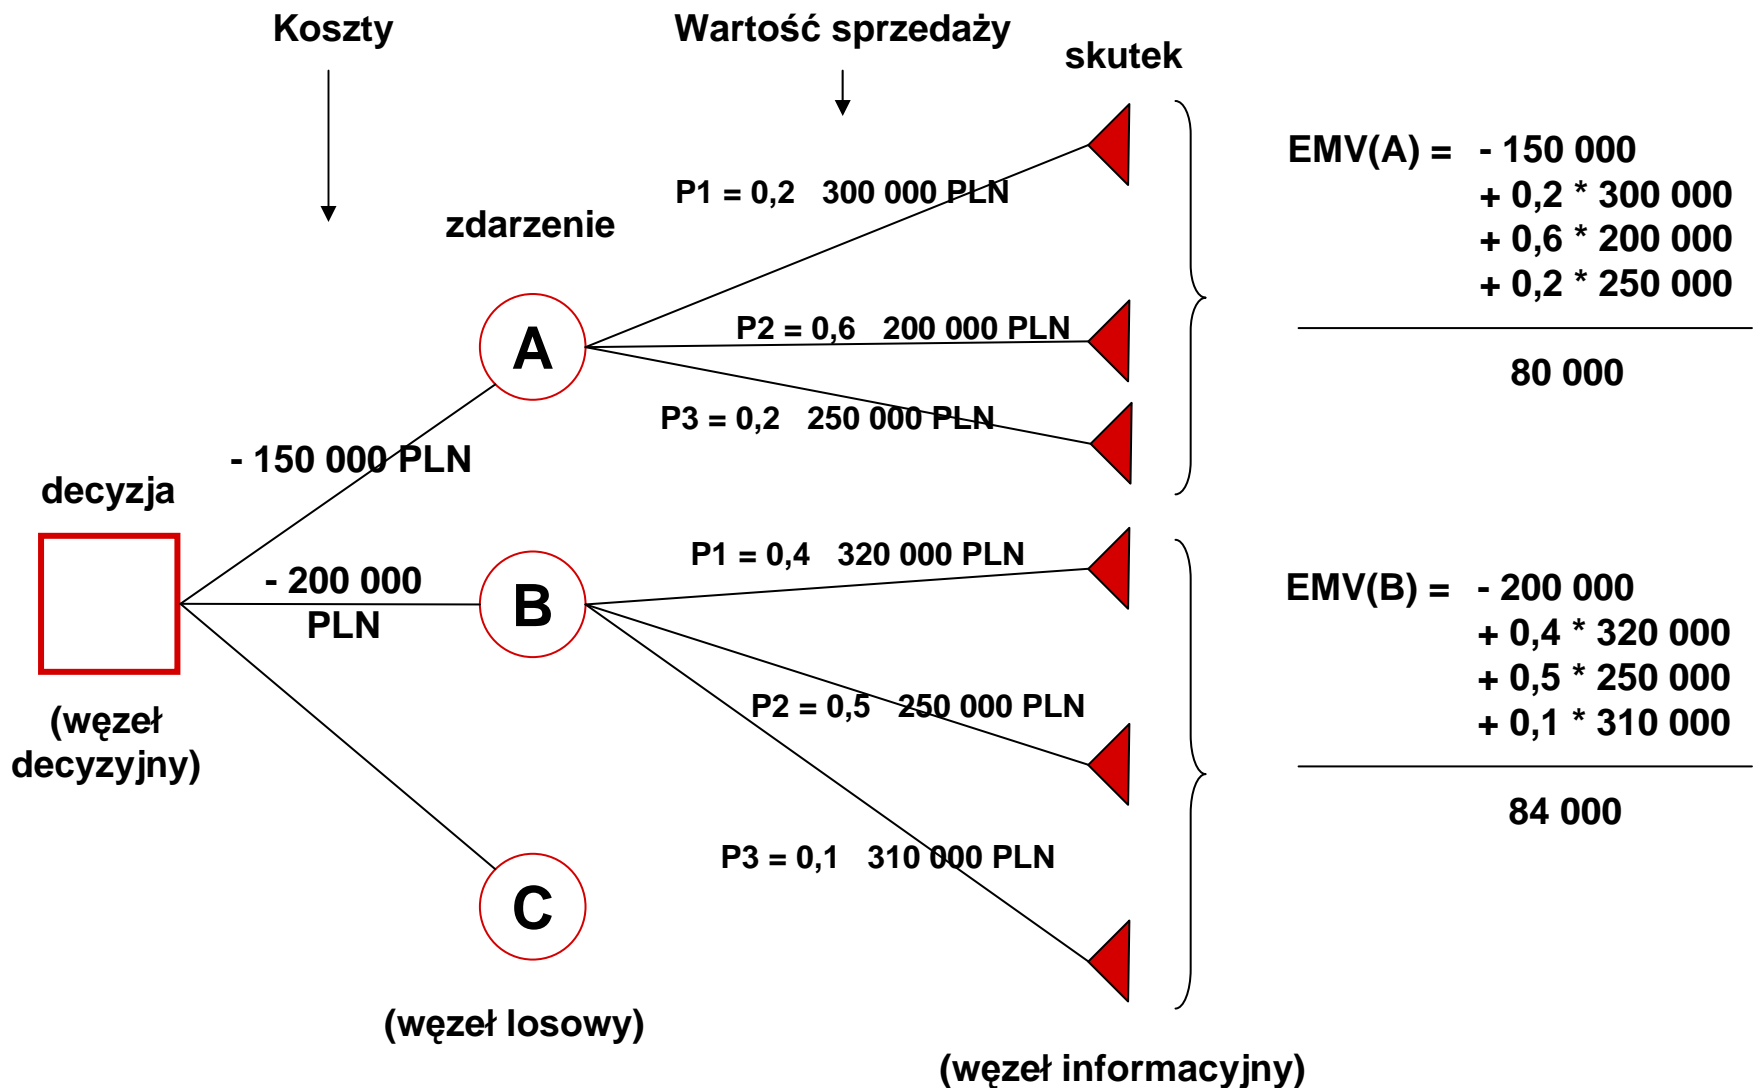 Koszty
Wartość sprzedaży
skutek
EMV(A) = - 150 000
+ 0,2 * 300 000
+ 0,6 * 200 000
+ 0,2 * 250 000
80 000
P1 = 0,2 300 000 PLN
zdarzenie
A
P2 = 0,6 200 000 PLN
P3 = 0,2 250 000 PLN
- 150 000 PLN
decyzja
- 200 000
PLN
B
P1 = 0,4 320 000 PLN
EMV(B) = - 200 000
+ 0,4 * 320 000
+ 0,5 * 250 000
+ 0,1 * 310 000
84 000
P2 = 0,5 250 000 PLN
(węzeł
decyzyjny)
P3 = 0,1 310 000 PLN
C
(węzeł losowy)
(węzeł informacyjny)